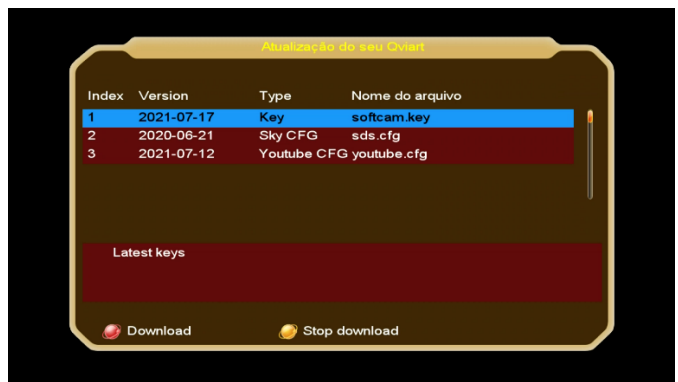 Atualização do seu Qviart
Index Version Type Nome do arquivo
1 2021-07-17 Key softcam.key
2 2020-06-21 Sky CFG sds.cfg
3 2021-07-12 Youtube CFG youtube.cfg
Latest keys
Download Stop download